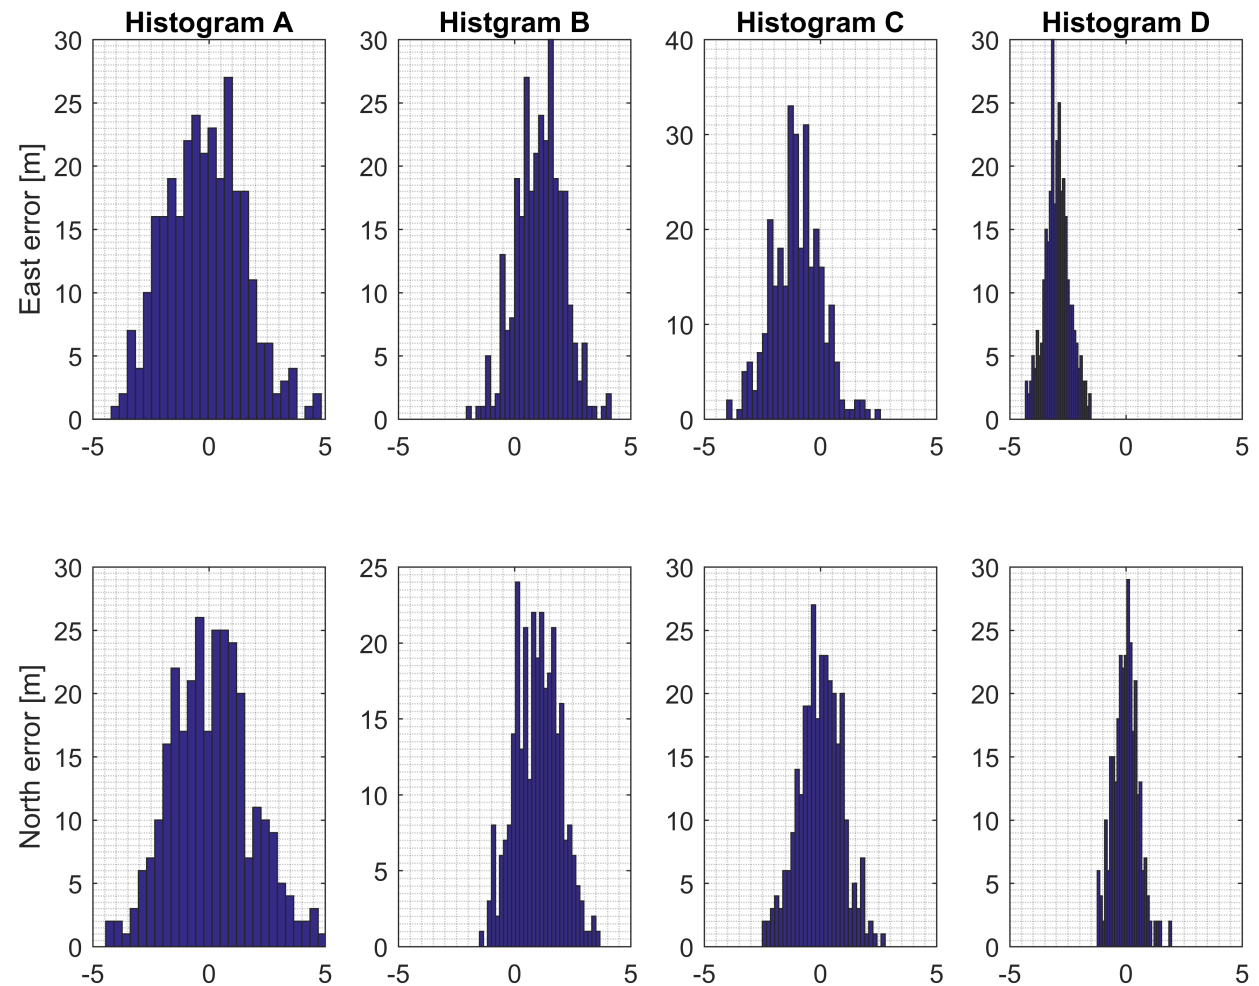 Histogram A Histgram B Histogram C Histogram D
30 30 40 30
25 25 25
30
20 20 20
East error [m] 15 15 20 15
10 10 10
10
5 5 5
0 0 0 0
-5 0 5 -5 0 5 -5 0 5 -5 0 5
30 25 30 30
25 25 25
20
20 20 20
North error [m] 15 15 15 15
10 10 10 10
5 5 5 5
0 0 0 0
-5 0 5 -5 0 5 -5 0 5 -5 0 5